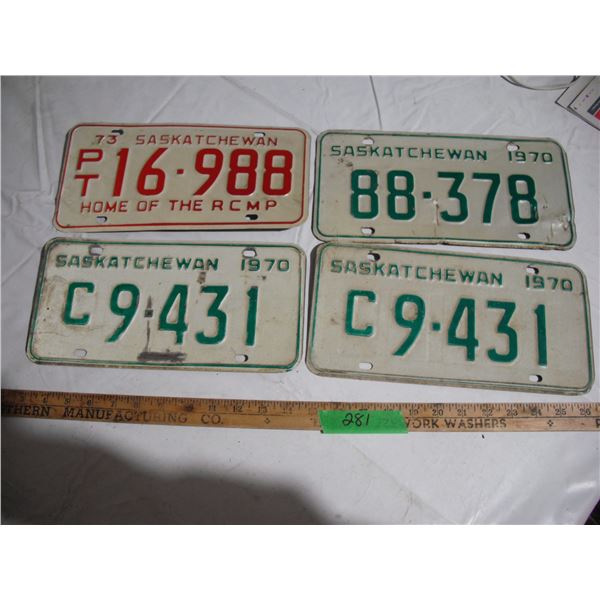 73 SASKATCHEWAN
PT 16·988
HOME OF THE RCMP
SASKATCHEWAN 1970
88·378
SASKATCHEWAN 1970
C 9·431
SASKATCHEWAN 1970
C 9·431
THERN MANUFACTURING CO.
281
WORK WASHERS